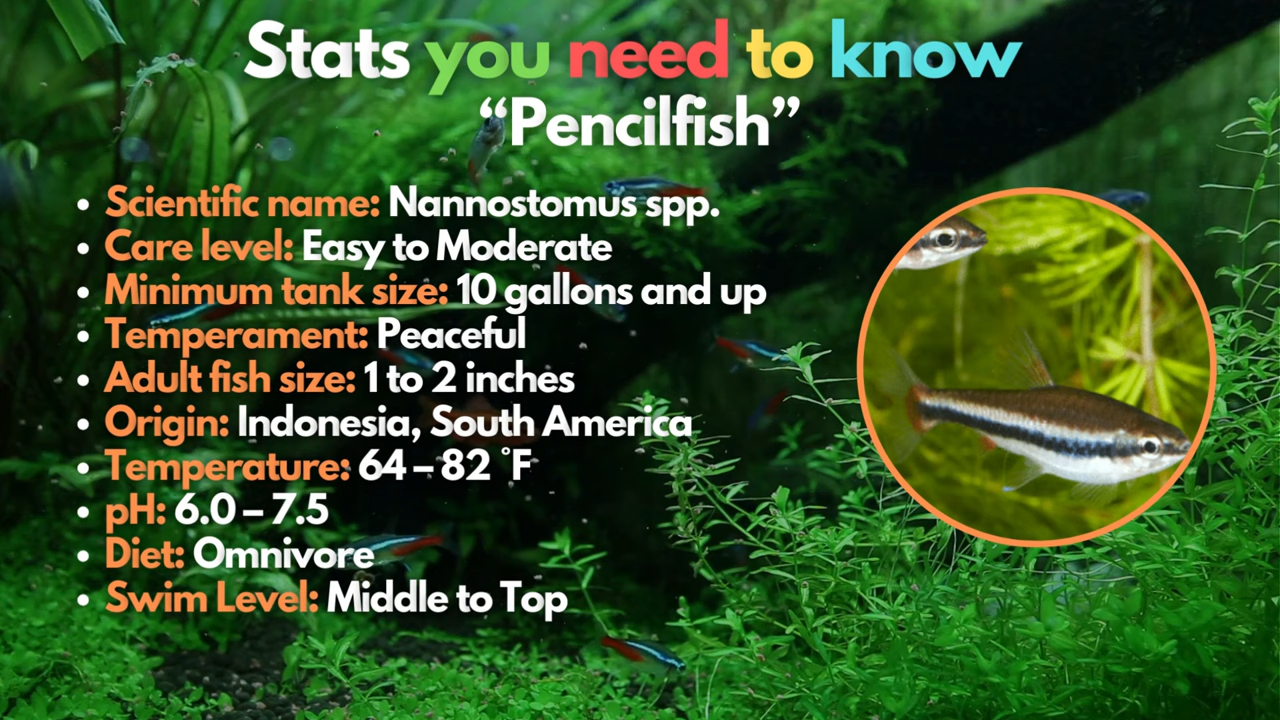 Stats you need to know
“Pencilfish”
• Scientific name: Nannostomus spp.
• Care level: Easy to Moderate
• Minimum tank size: 10 gallons and up
• Temperament: Peaceful
• Adult fish size: 1 to 2 inches
• Origin: Indonesia, South America
• Temperature: 64 – 82 °F
• pH: 6.0 – 7.5
• Diet: Omnivore
• Swim Level: Middle to Top